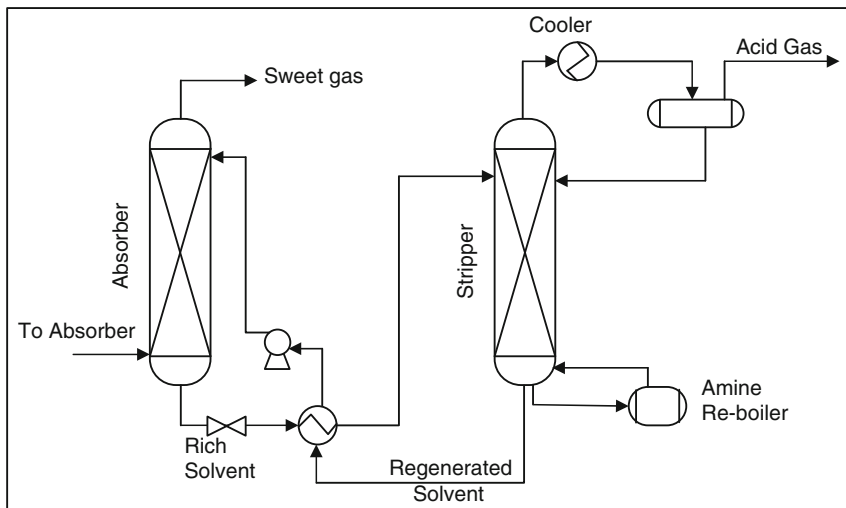 Cooler
Acid Gas
Sweet gas
Absorber
Stripper
To Absorber
Rich
Solvent
Regenerated
Solvent
Amine
Re-boiler